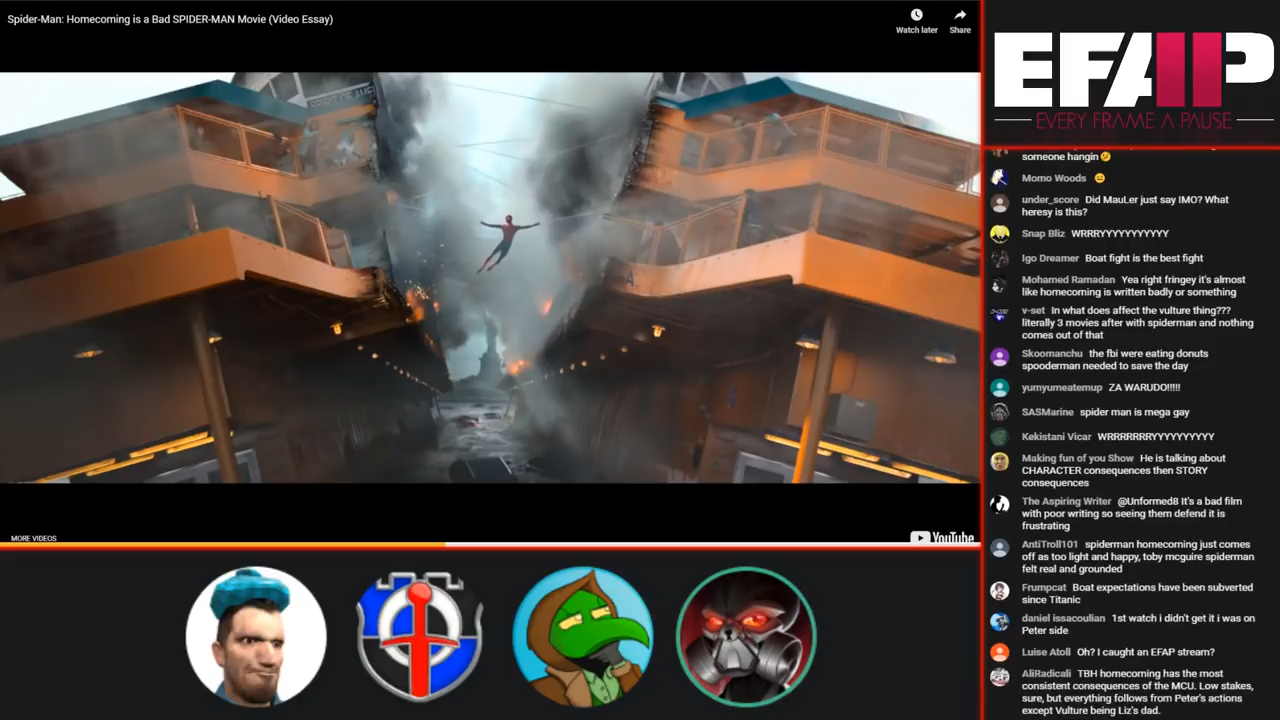 Spider-Man: Homecoming is a Bad SPIDER-MAN Movie (Video Essay)
Watch later
Share
SPIRIT OF AME
MORE VIDEOS
YouTube
EFAP
EVERY FRAME A PAUSE
someone hangin
Momo Woods
under_score Did MauLer just say IMO? What
heresy is this?
Snap Bliz WRRRYYYYYYYYYY
Igo Dreamer Boat fight is the best fight
Mohamed Ramadan Yea right fringey it's almost
like homecoming is written badly or something
v-set In what does affect the vulture thing???
literally 3 movies after with spiderman and nothing
comes out of that
Skoomanchu the fbi were eating donuts
spooderman needed to save the day
yumyumeatemup ZA WARUDO!!!!!
SASMarine spider man is mega gay
Kekistani Vicar WRRRRRRRYYYYYYYYYY
Making fun of you Show He is talking about
CHARACTER consequences then STORY
consequences
The Aspiring Writer @Unformed8 It's a bad film
with poor writing so seeing them defend it is
frustrating
AntiTroll101 spiderman homecoming just comes
off as too light and happy, toby mcguire spiderman
felt real and grounded
Frumpcat Boat expectations have been subverted
since Titanic
daniel issacoulian 1st watch i didn't get it i was on
Peter side
Luise Atoll Oh? I caught an EFAP stream?
AliRadicali TBH homecoming has the most
consistent consequences of the MCU. Low stakes,
sure, but everything follows from Peter's actions
except Vulture being Liz's dad.